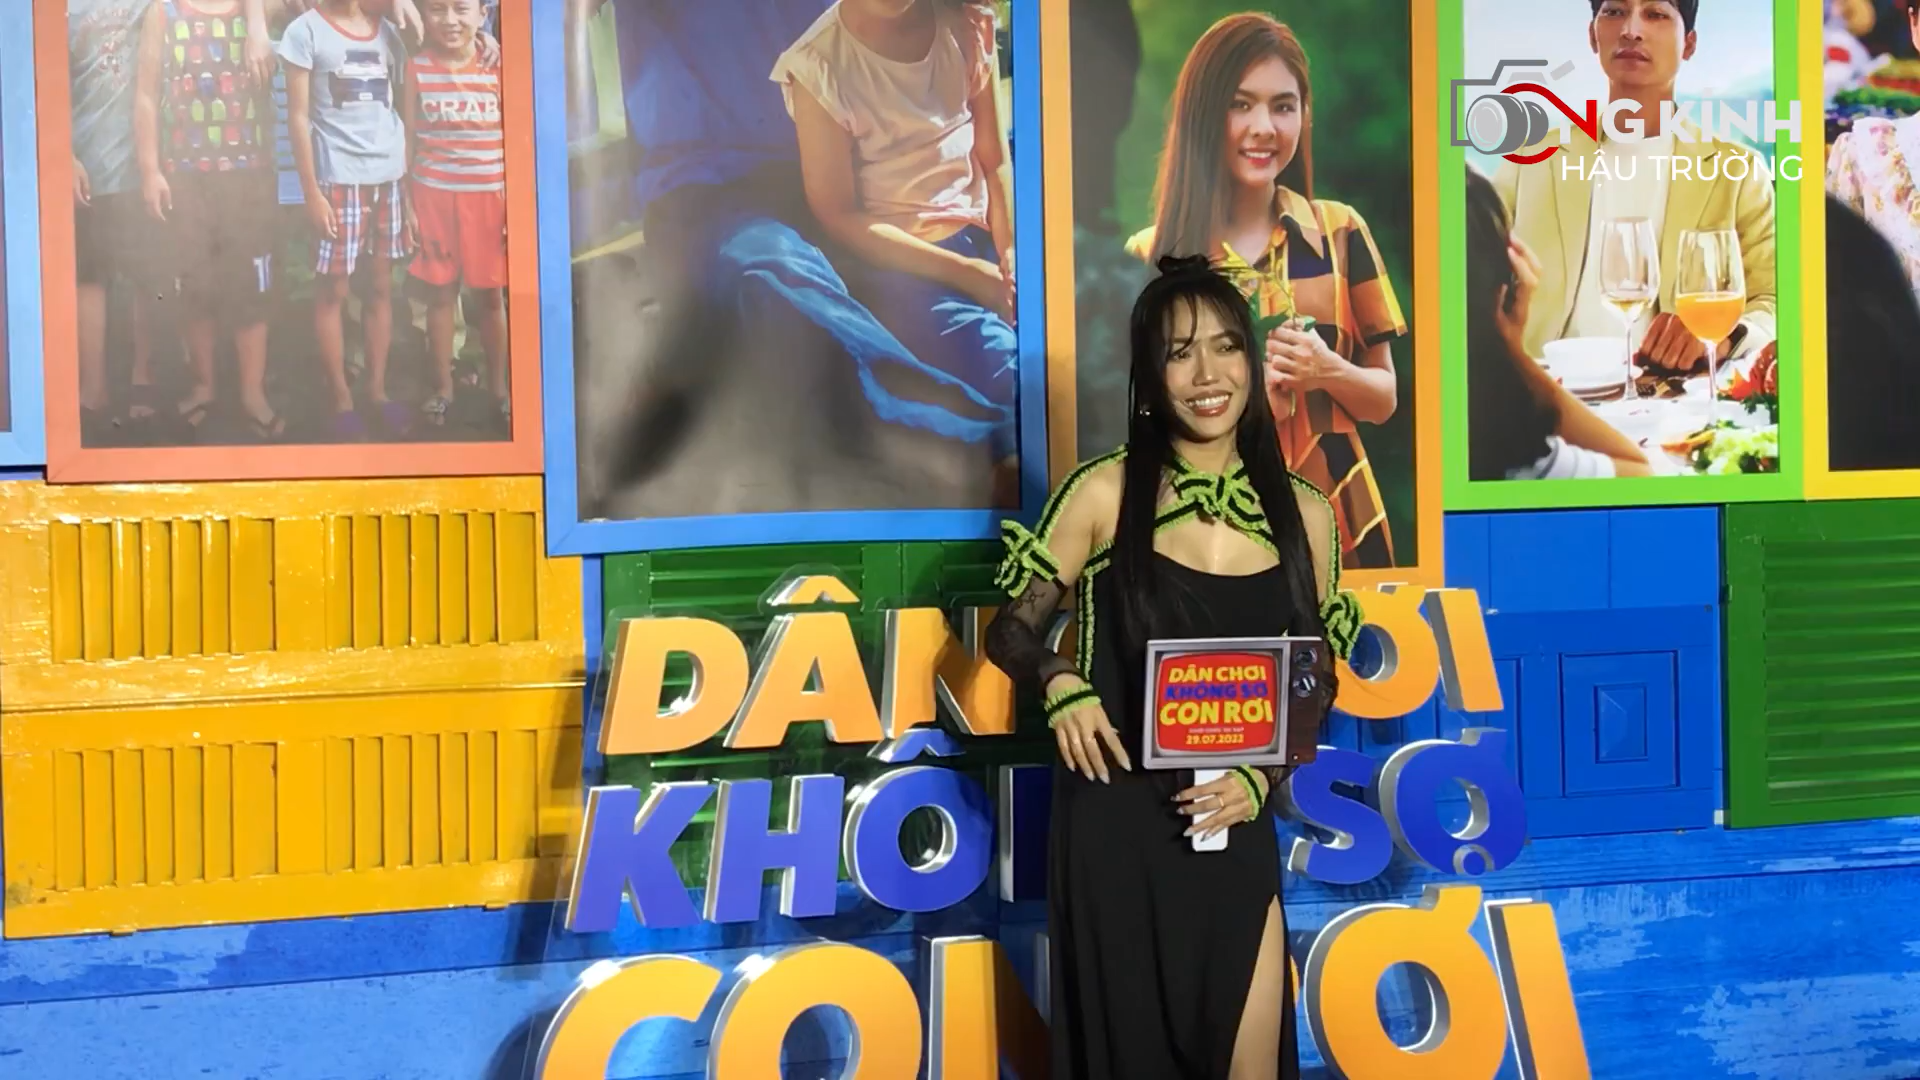 CRAB
NG KÍNH
HẬU TRƯỜNG
DÂN ƠI
KHÔ SỢ
CON ƠI
DÂN CHƠI
KHÔNG SỢ
CON RƠI
29.07.2022